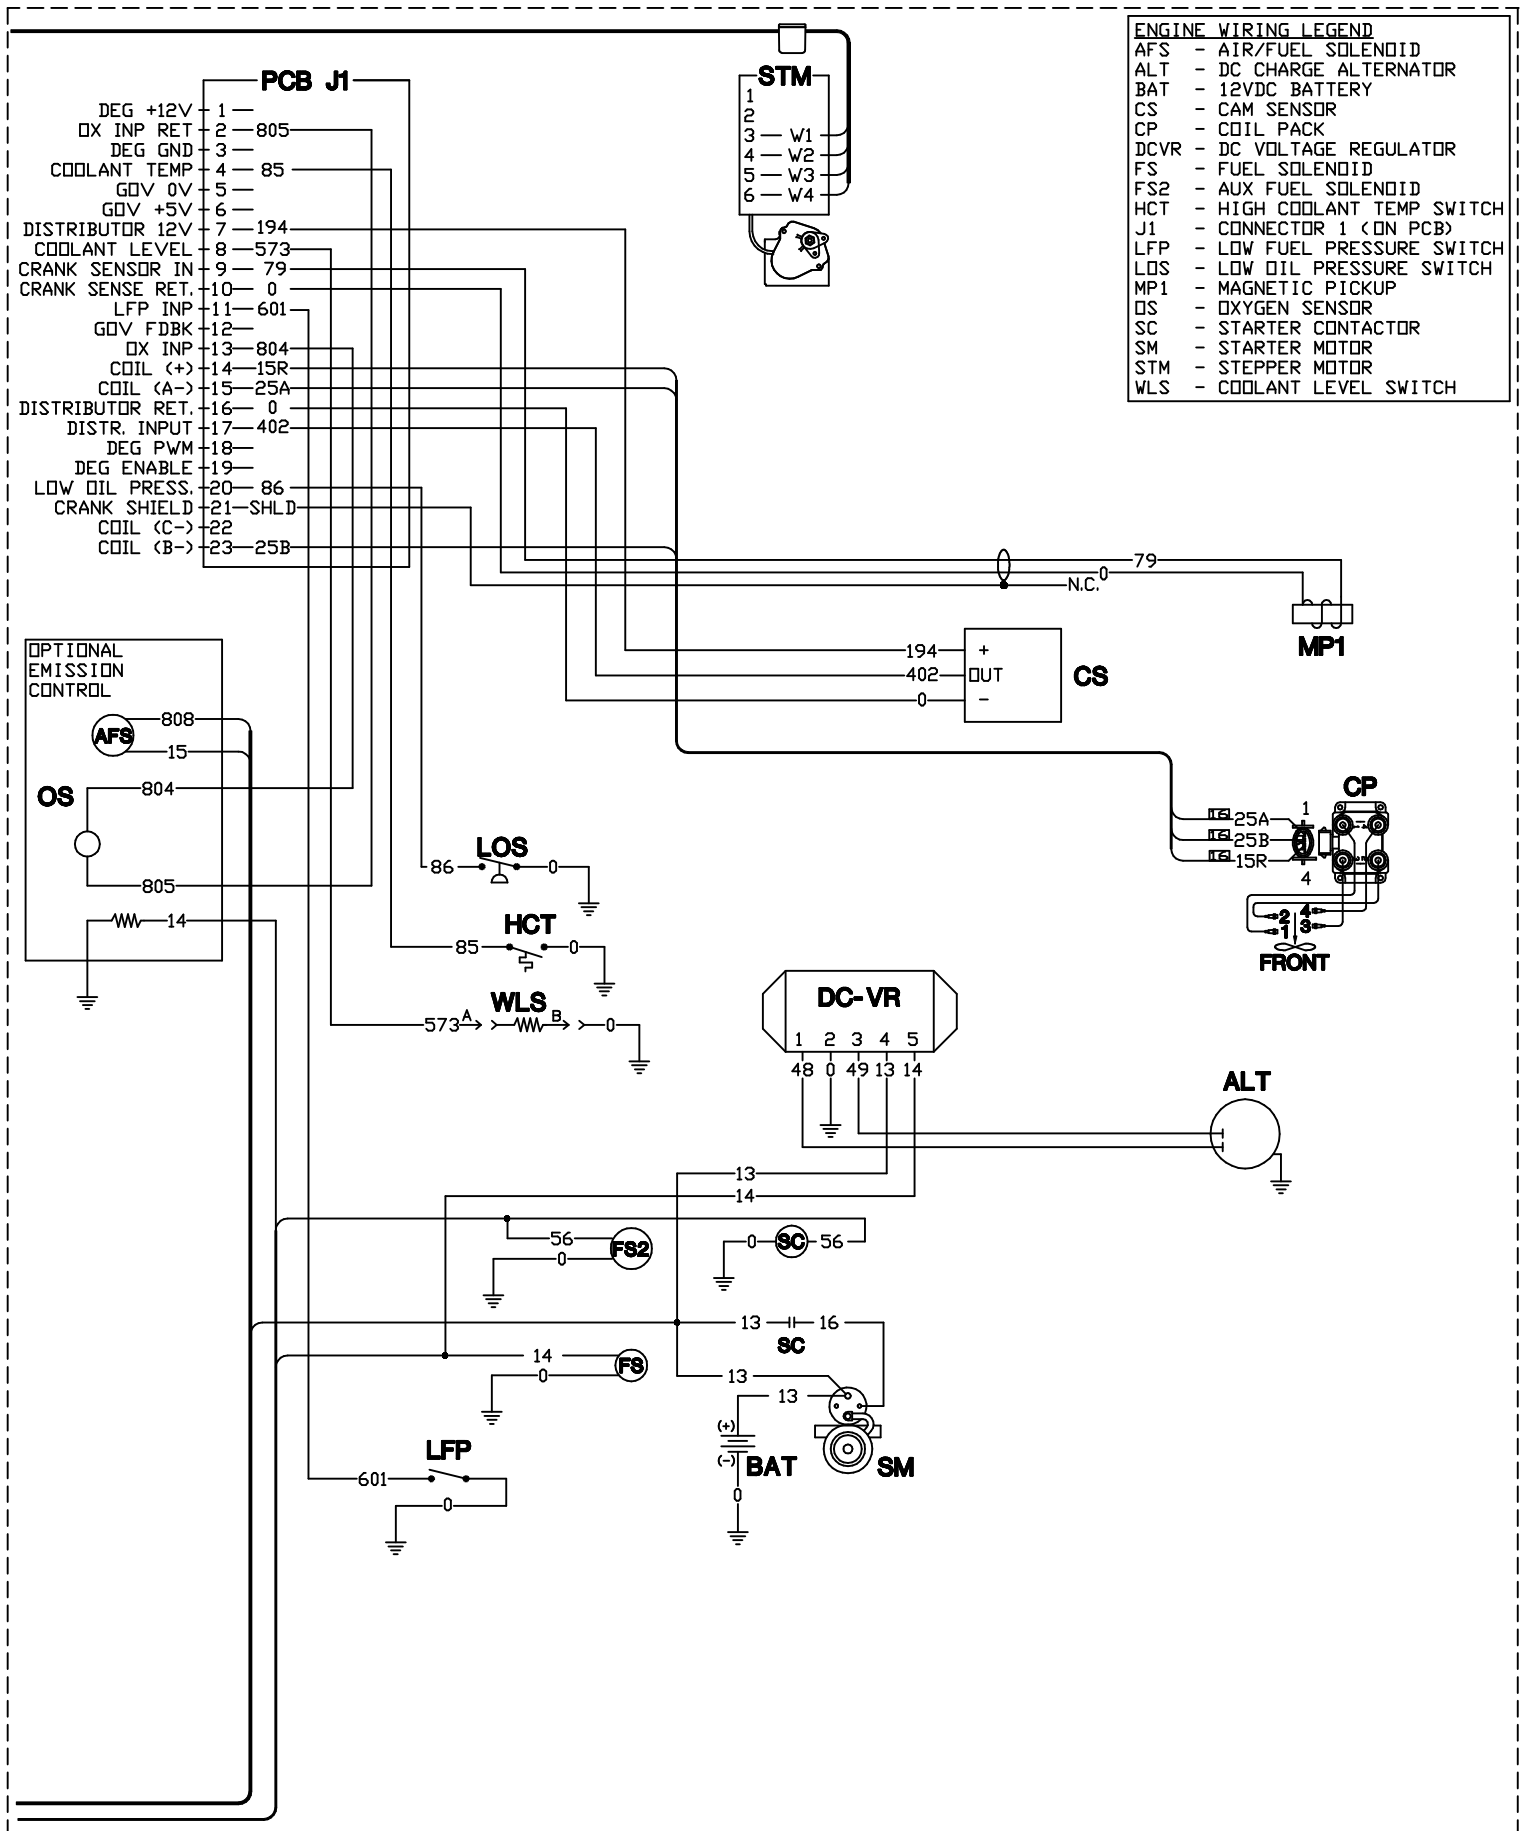 ENGINE WIRING LEGEND
AFS - AIR/FUEL SOLENOID
ALT - DC CHARGE ALTERNATOR
BAT - 12VDC BATTERY
CS - CAM SENSOR
CP - COIL PACK
DCVR - DC VOLTAGE REGULATOR
FS - FUEL SOLENOID
FS2 - AUX FUEL SOLENOID
HCT - HIGH COOLANT TEMP SWITCH
J1 - CONNECTOR 1 (ON PCB)
LFP - LOW FUEL PRESSURE SWITCH
LOS - LOW OIL PRESSURE SWITCH
MP1 - MAGNETIC PICKUP
OS - OXYGEN SENSOR
SC - STARTER CONTACTOR
SM - STARTER MOTOR
STM - STEPPER MOTOR
WLS - COOLANT LEVEL SWITCH
PCB J1
DEG +12V 1
OX INP RET 2 805
DEG GND 3
COOLANT TEMP 4 85
GOV 0V 5
GOV +5V 6
DISTRIBUTOR 12V 7 194
COOLANT LEVEL 8 573
CRANK SENSOR IN 9 79
CRANK SENSE RET. 10 0
LFP INP 11 601
GOV FDBK 12
OX INP 13 804
COIL (+) 14 15R
COIL (A-) 15 25A
DISTRIBUTOR RET. 16 0
DISTR. INPUT 17 402
DEG PWM 18
DEG ENABLE 19
LOW OIL PRESS. 20 86
CRANK SHIELD 21 SHLD
COIL (C-) 22
COIL (B-) 23 25B
STM
1
2
3 W1
4 W2
5 W3
6 W4
79
0
N.C.
MP1
194 +
402 OUT
0 -
CS
OPTIONAL
EMISSION
CONTROL
AFS
808
15
OS
804
805
14
CP
16 25A 1
16 25B
16 15R
4
2 4
1 3
FRONT
LOS
86 0
HCT
85 0
WLS
573 A B 0
DC-VR
1 2 3 4 5
48 0 49 13 14
ALT
13
14
56
0
FS2
0 SC 56
13 16
SC
14
0
FS
13
13
(+)
(-)
BAT
SM
0
LFP
601
0